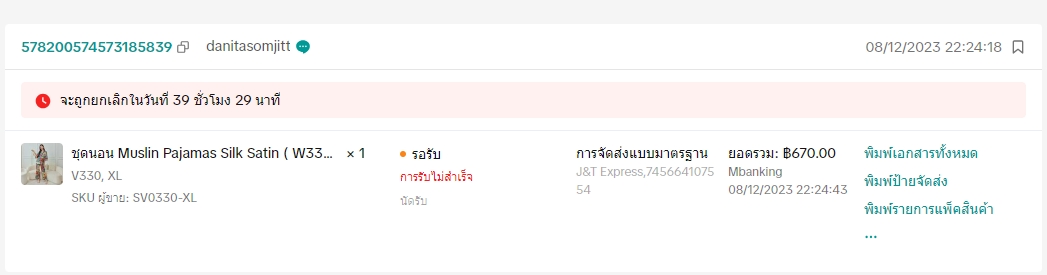 578200574573185839 danitasomjitt 08/12/2023 22:24:18
จะถูกยกเลิกในวันที่ 39 ชั่วโมง 29 นาที
ชุดนอน Muslin Pajamas Silk Satin ( W33... × 1
V330, XL
SKU ผู้ขาย: SV0330-XL
รอรับ
การรับไม่สำเร็จ
นัดรับ
การจัดส่งแบบมาตรฐาน
J&T Express,7456641075
54
ยอดรวม: ฿670.00
Mbanking
08/12/2023 22:24:43
พิมพ์เอกสารทั้งหมด
พิมพ์ป้ายจัดส่ง
พิมพ์รายการแพ็คสินค้า
...